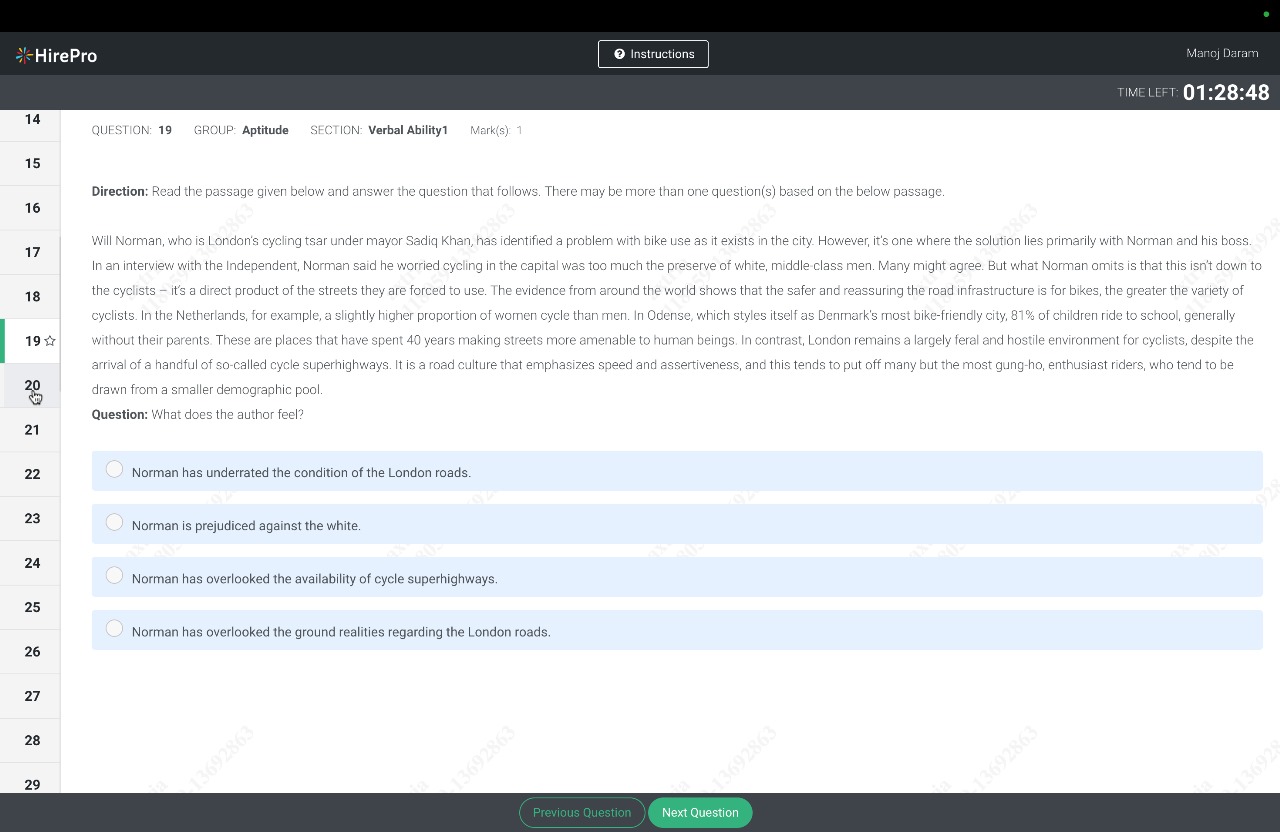 HirePro
Instructions
Manoj Daram
TIME LEFT: 01:28:48
14
15
16
17
18
19
20
21
22
23
24
25
26
27
28
29
QUESTION: 19 GROUP: Aptitude SECTION: Verbal Ability1 Mark(s): 1
Direction: Read the passage given below and answer the question that follows. There may be more than one question(s) based on the below passage.
Will Norman, who is London's cycling tsar under mayor Sadiq Khan, has identified a problem with bike use as it exists in the city. However, it's one where the solution lies primarily with Norman and his boss.
In an interview with the Independent, Norman said he worried cycling in the capital was too much the preserve of white, middle-class men. Many might agree. But what Norman omits is that this isn't down to
the cyclists – it's a direct product of the streets they are forced to use. The evidence from around the world shows that the safer and reassuring the road infrastructure is for bikes, the greater the variety of
cyclists. In the Netherlands, for example, a slightly higher proportion of women cycle than men. In Odense, which styles itself as Denmark's most bike-friendly city, 81% of children ride to school, generally
without their parents. These are places that have spent 40 years making streets more amenable to human beings. In contrast, London remains a largely feral and hostile environment for cyclists, despite the
arrival of a handful of so-called cycle superhighways. It is a road culture that emphasizes speed and assertiveness, and this tends to put off many but the most gung-ho, enthusiast riders, who tend to be
drawn from a smaller demographic pool.
Question: What does the author feel?
Norman has underrated the condition of the London roads.
Norman is prejudiced against the white.
Norman has overlooked the availability of cycle superhighways.
Norman has overlooked the ground realities regarding the London roads.
Previous Question
Next Question